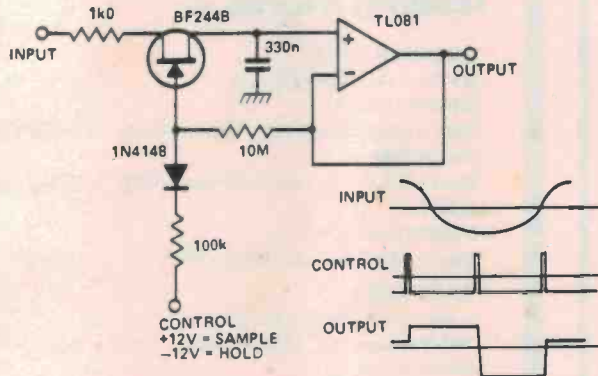 1k0
BF244B
TL081
INPUT
330n
+
-
OUTPUT
1N4148
10M
100k
CONTROL
+12V = SAMPLE
-12V = HOLD
INPUT
CONTROL
OUTPUT